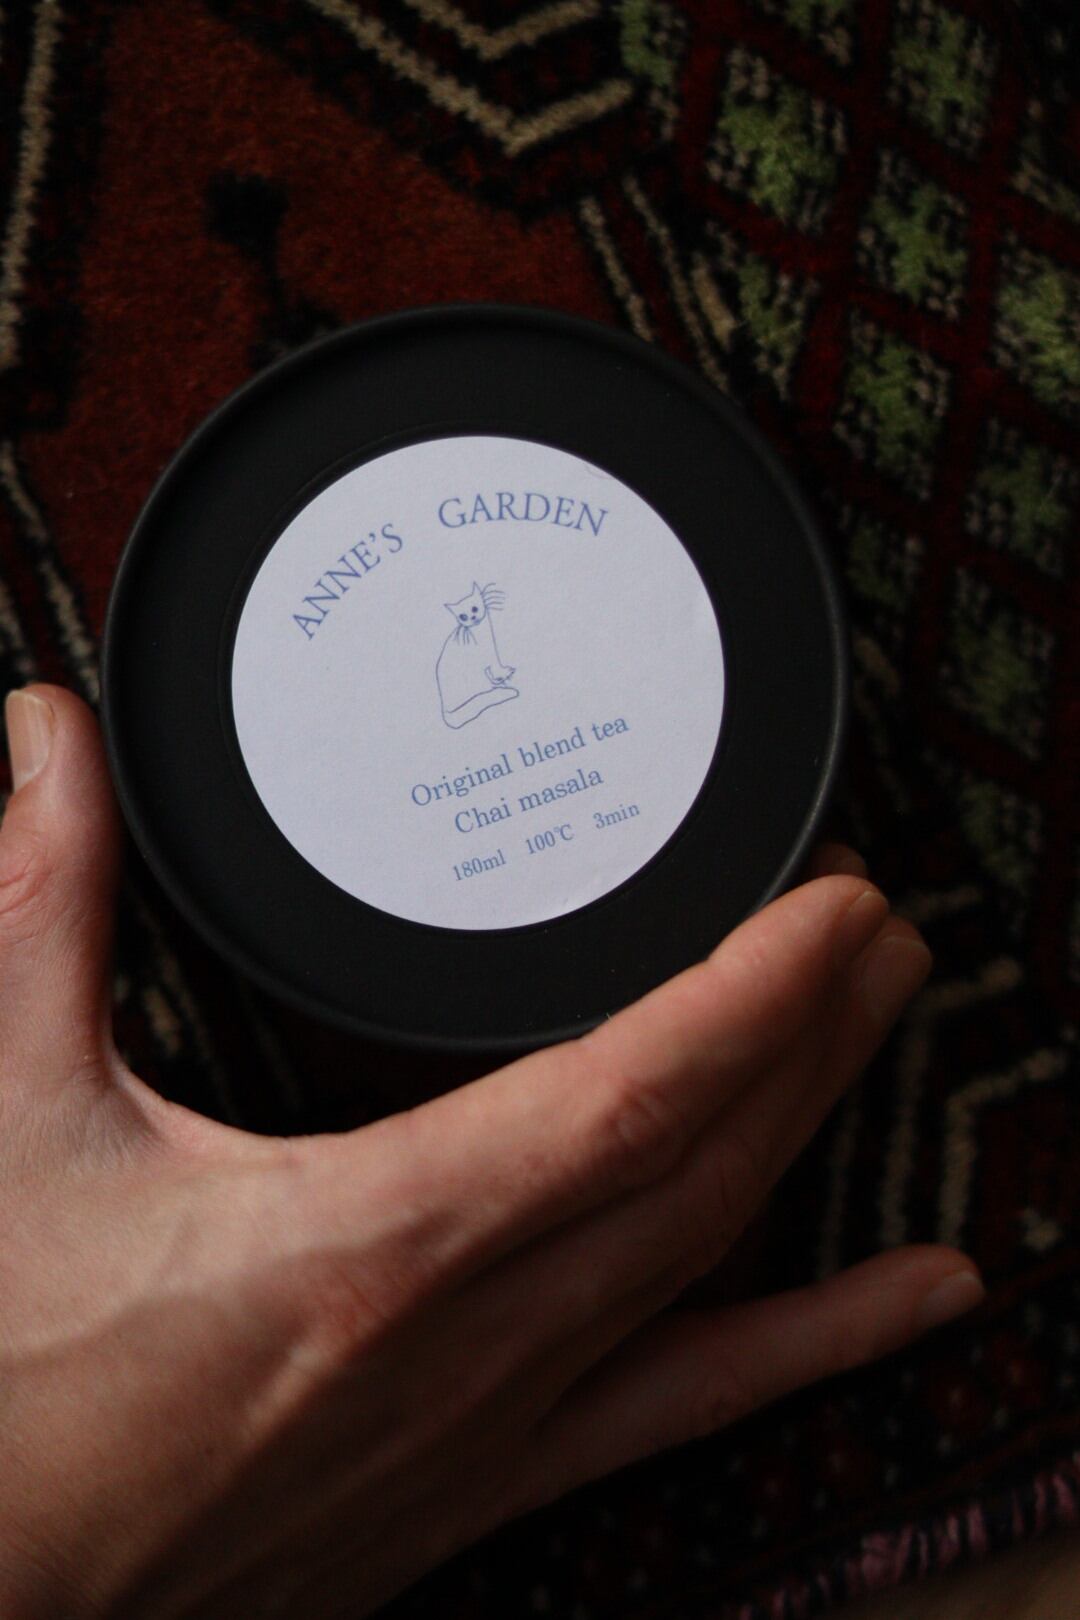 ANNE'S GARDEN
Original blend tea
Chai masala
180ml 100℃ 3min